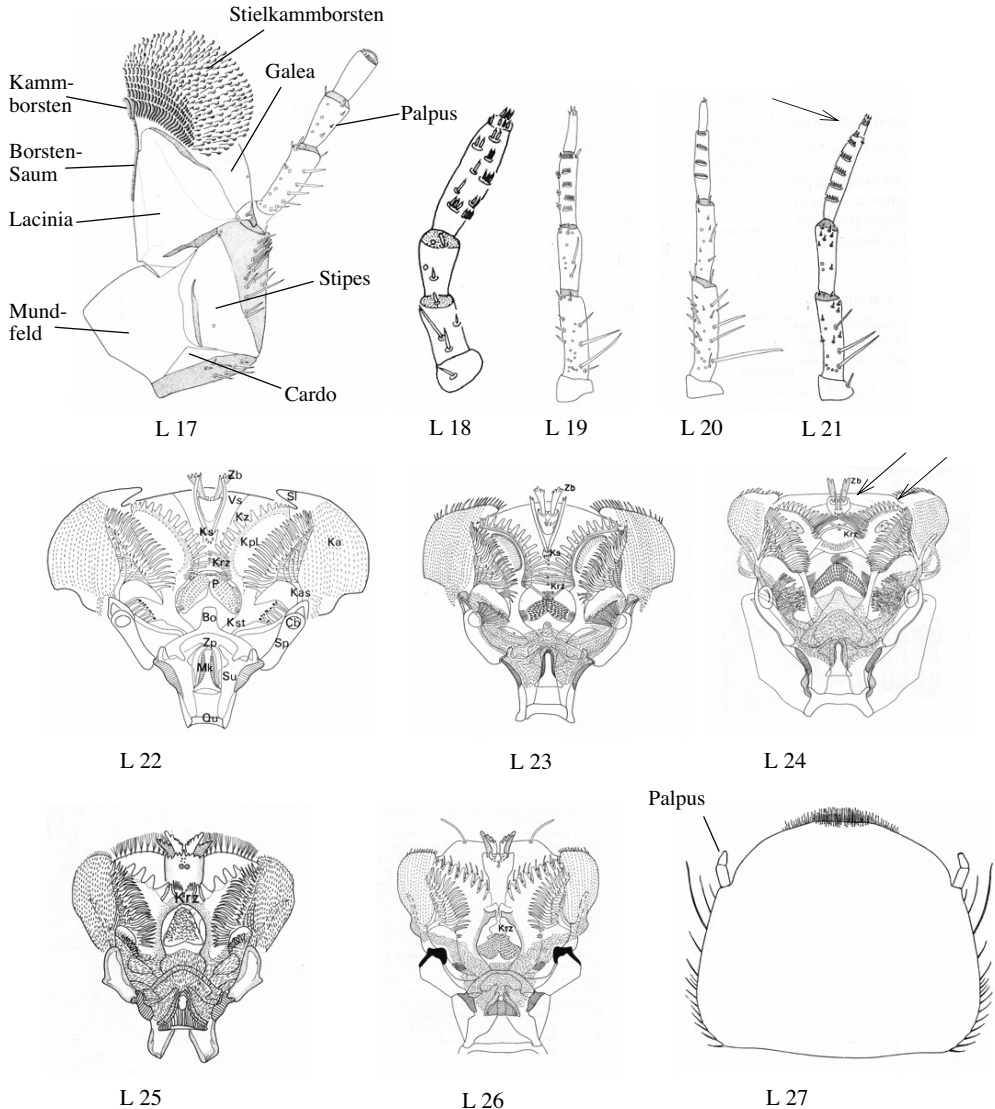 Stielkammborsten
Galea
Kamm-
borsten
Palpus
Borsten-
Saum
Lacinia
Stipes
Mund-
feld
Cardo
L 17
L 18
L 19
L 20
L 21
Zb
Vs
Sl
Kz
Ks
Kpl
Ka
Krz
P
Kas
Bo
Kst
Cb
Zp
Sp
Mk
Su
Qu
Zb
Ks
Krz
Zb
Krz
L 22
L 23
L 24
Krz
Krz
Palpus
L 25
L 26
L 27